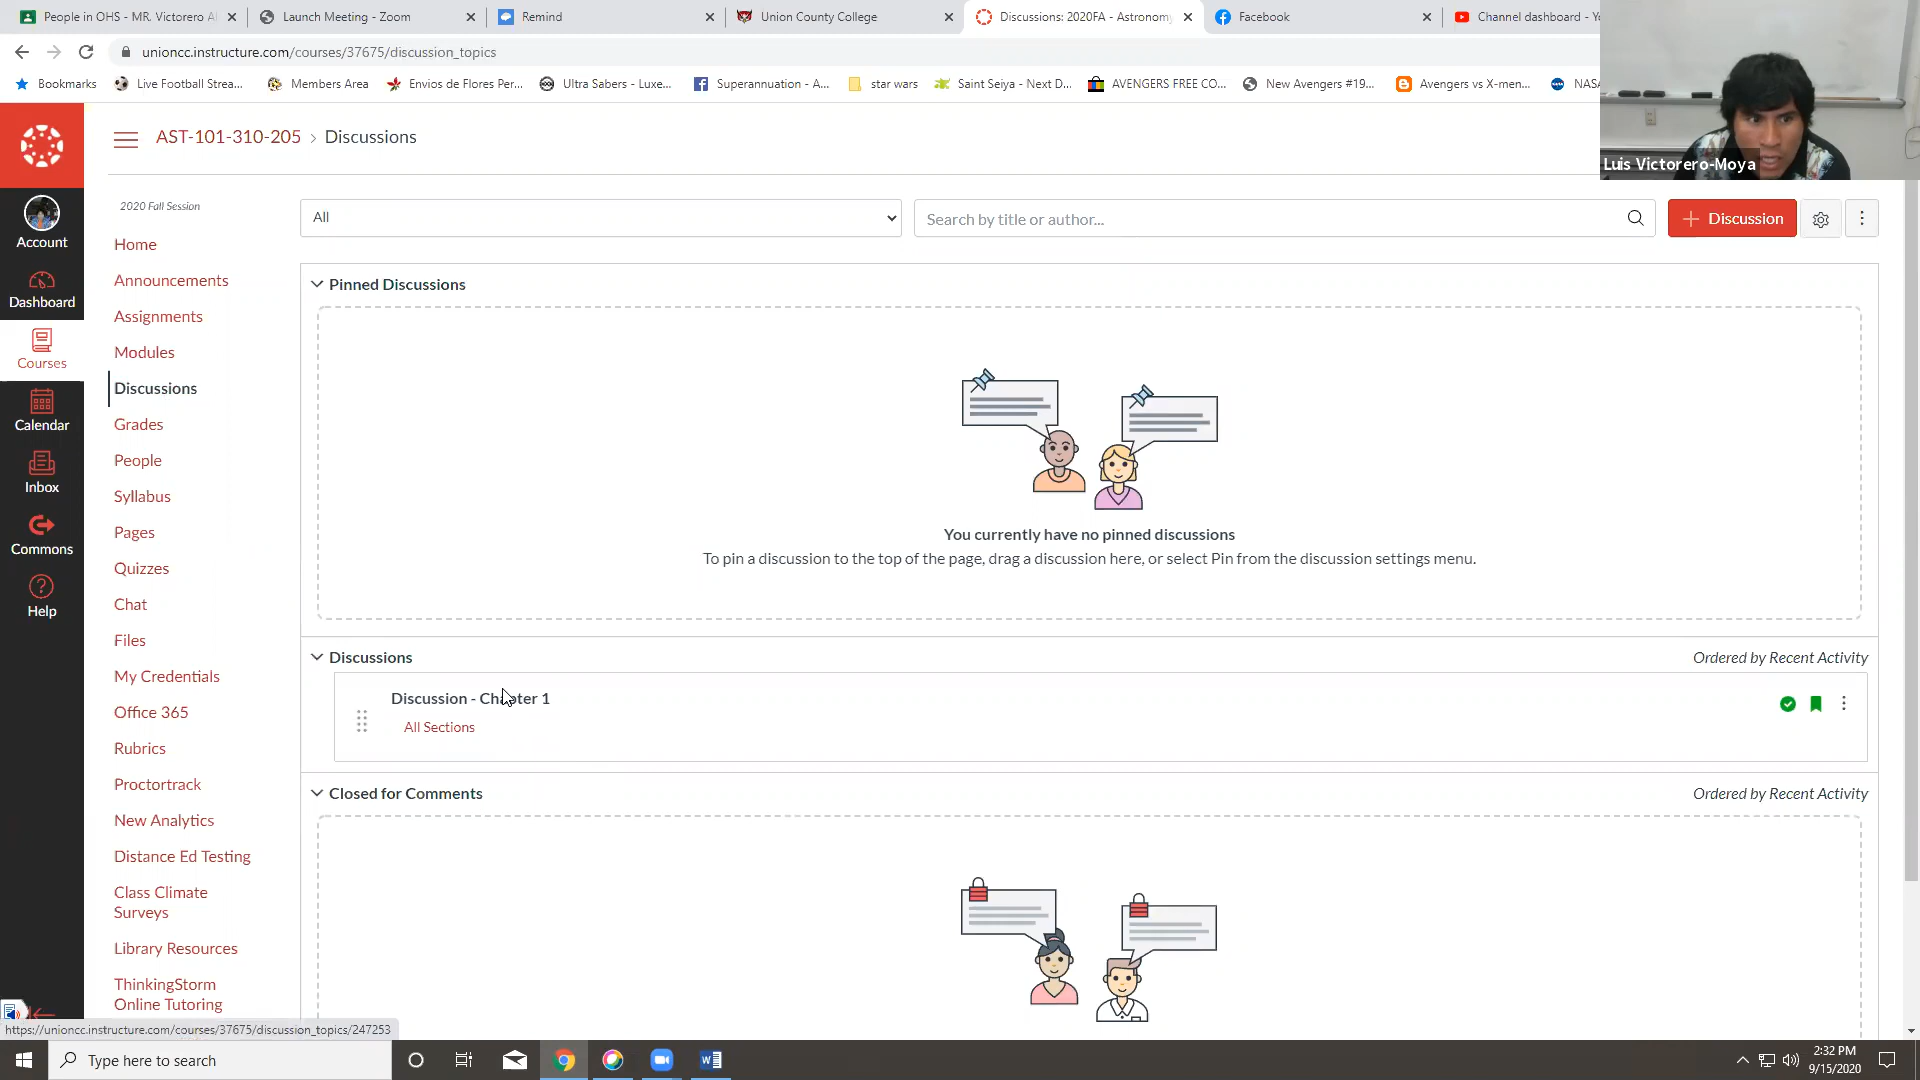 People in OHS - MR. Victorero Al
Launch Meeting - Zoom
Remind
Union County College
Discussions: 2020FA - Astronomy
Facebook
Channel dashboard - Yo
unioncc.instructure.com/courses/37675/discussion_topics
Bookmarks
Live Football Strea...
Members Area
Envios de Flores Per...
Ultra Sabers - Luxe...
Superannuation - A...
star wars
Saint Seiya - Next D...
AVENGERS FREE CO...
New Avengers #19...
Avengers vs X-men...
NASA
Luis Victorero-Moya
AST-101-310-205 › Discussions
Account
Dashboard
Courses
Calendar
Inbox
Commons
Help
2020 Fall Session
Home
Announcements
Assignments
Modules
Discussions
Grades
People
Syllabus
Pages
Quizzes
Chat
Files
My Credentials
Office 365
Rubrics
Proctortrack
New Analytics
Distance Ed Testing
Class Climate
Surveys
Library Resources
ThinkingStorm
Online Tutoring
All
Search by title or author...
Discussion
Pinned Discussions
You currently have no pinned discussions
To pin a discussion to the top of the page, drag a discussion here, or select Pin from the discussion settings menu.
Discussions
Ordered by Recent Activity
Discussion - Chapter 1
All Sections
Closed for Comments
Ordered by Recent Activity
https://unioncc.instructure.com/courses/37675/discussion_topics/247253
Type here to search
2:32 PM
9/15/2020